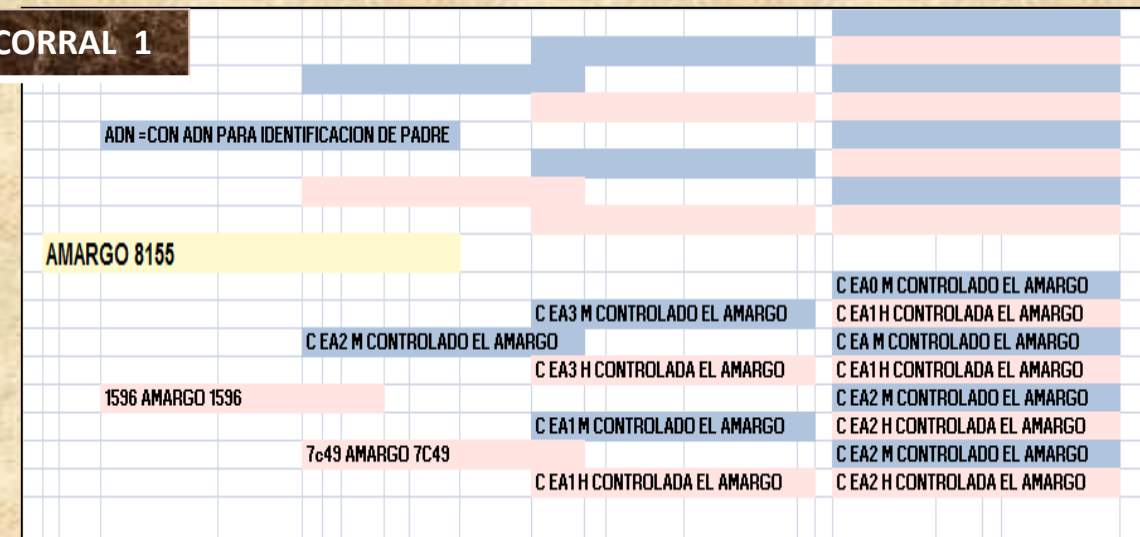 CORRAL 1
ADN =CON ADN PARA IDENTIFICACION DE PADRE
AMARGO 8155
C EA0 M CONTROLADO EL AMARGO
C EA3 M CONTROLADO EL AMARGO
C EA1 H CONTROLADA EL AMARGO
C EA2 M CONTROLADO EL AMARGO
C EA M CONTROLADO EL AMARGO
C EA3 H CONTROLADA EL AMARGO
C EA1 H CONTROLADA EL AMARGO
1596 AMARGO 1596
C EA2 M CONTROLADO EL AMARGO
C EA1 M CONTROLADO EL AMARGO
C EA2 H CONTROLADA EL AMARGO
7c49 AMARGO 7C49
C EA2 M CONTROLADO EL AMARGO
C EA1 H CONTROLADA EL AMARGO
C EA2 H CONTROLADA EL AMARGO